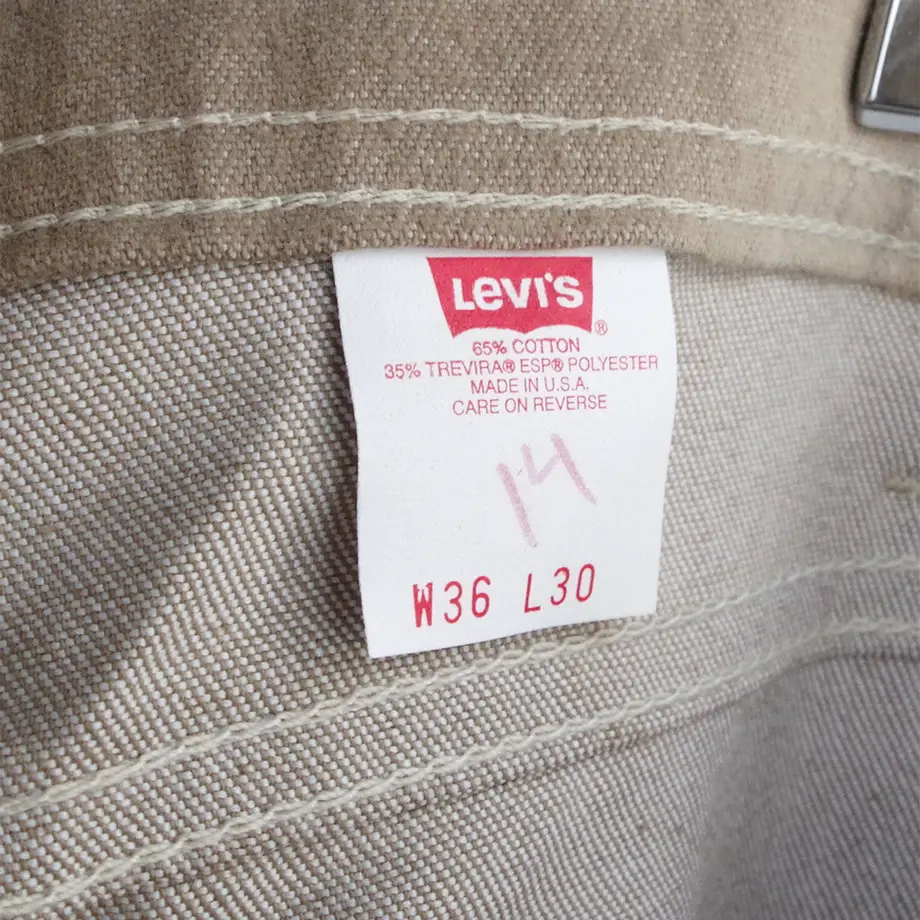 LEVI'S®
65% COTTON
35% TREVIRA® ESP® POLYESTER
MADE IN U.S.A.
CARE ON REVERSE
14
W36 L30